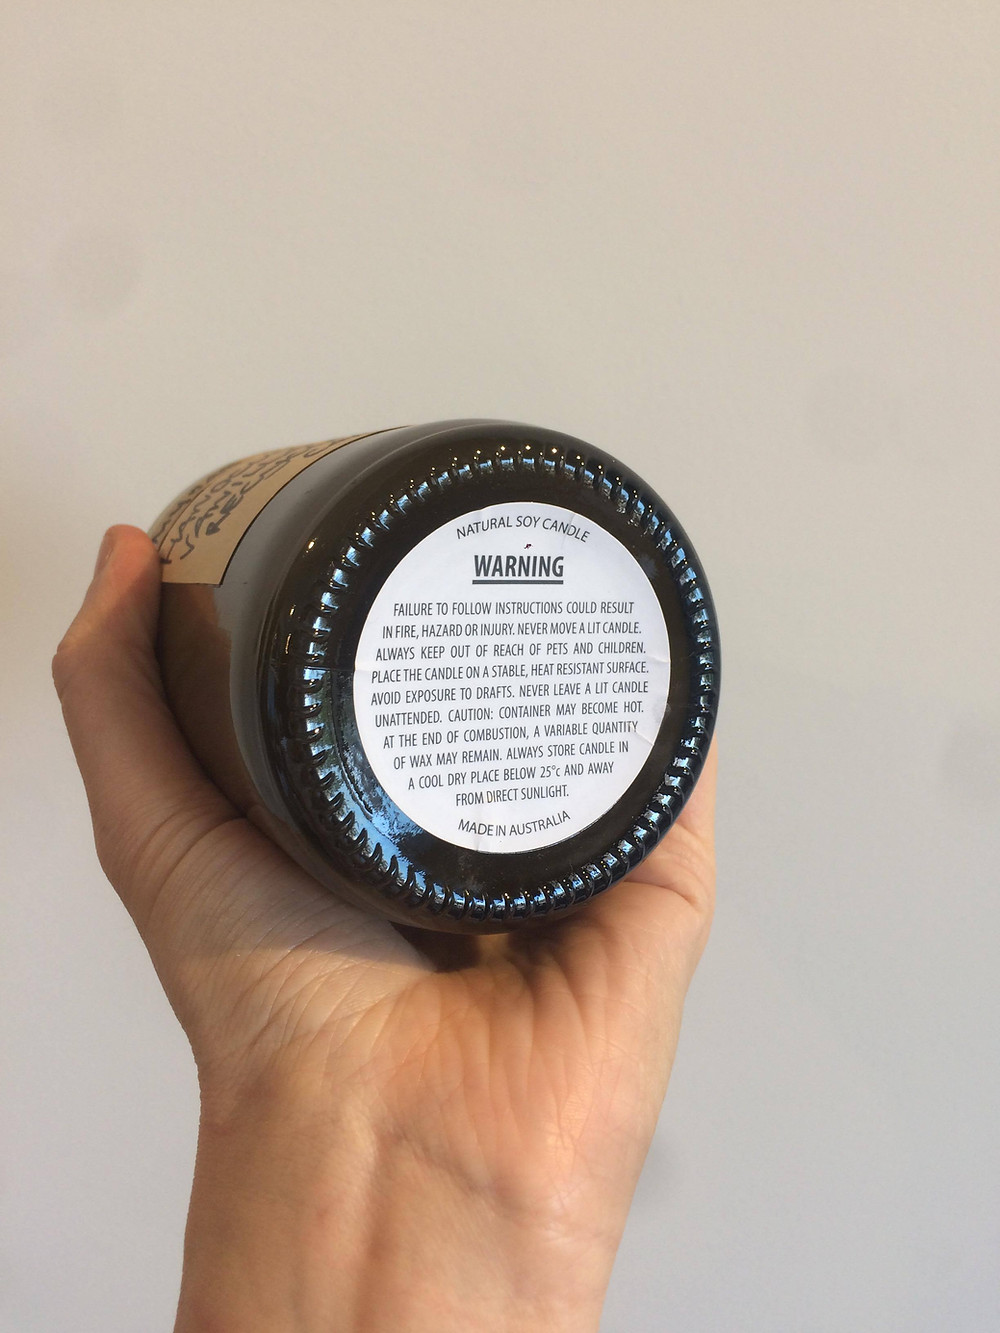 NATURAL SOY CANDLE
WARNING
FAILURE TO FOLLOW INSTRUCTIONS COULD RESULT
IN FIRE, HAZARD OR INJURY. NEVER MOVE A LIT CANDLE.
ALWAYS KEEP OUT OF REACH OF PETS AND CHILDREN.
PLACE THE CANDLE ON A STABLE, HEAT RESISTANT SURFACE.
AVOID EXPOSURE TO DRAFTS. NEVER LEAVE A LIT CANDLE
UNATTENDED. CAUTION: CONTAINER MAY BECOME HOT.
AT THE END OF COMBUSTION, A VARIABLE QUANTITY
OF WAX MAY REMAIN. ALWAYS STORE CANDLE IN
A COOL DRY PLACE BELOW 25°c AND AWAY
FROM DIRECT SUNLIGHT.
MADE IN AUSTRALIA